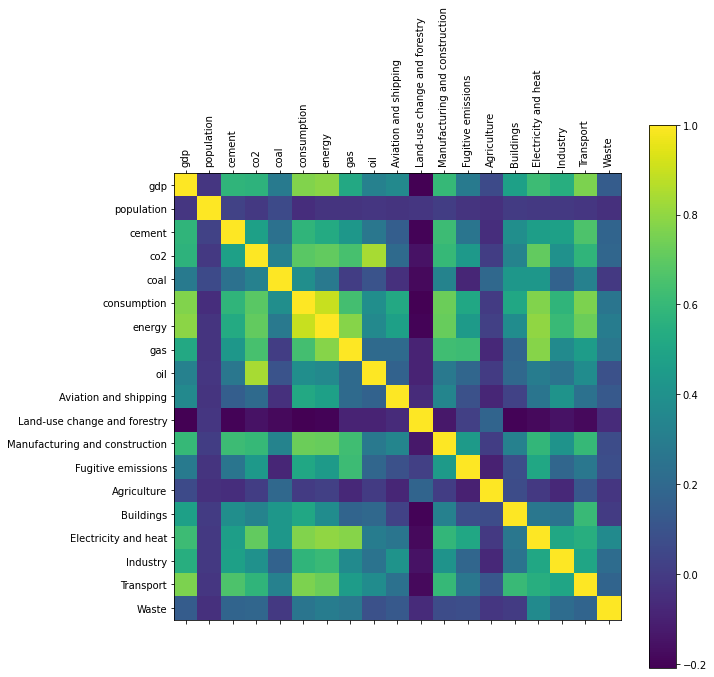 gdp
population
cement
co2
coal
consumption
energy
gas
oil
Aviation and shipping
Land-use change and forestry
Manufacturing and construction
Fugitive emissions
Agriculture
Buildings
Electricity and heat
Industry
Transport
Waste
gdp
population
cement
co2
coal
consumption
energy
gas
oil
Aviation and shipping
Land-use change and forestry
Manufacturing and construction
Fugitive emissions
Agriculture
Buildings
Electricity and heat
Industry
Transport
Waste
1.0
0.8
0.6
0.4
0.2
0.0
−0.2